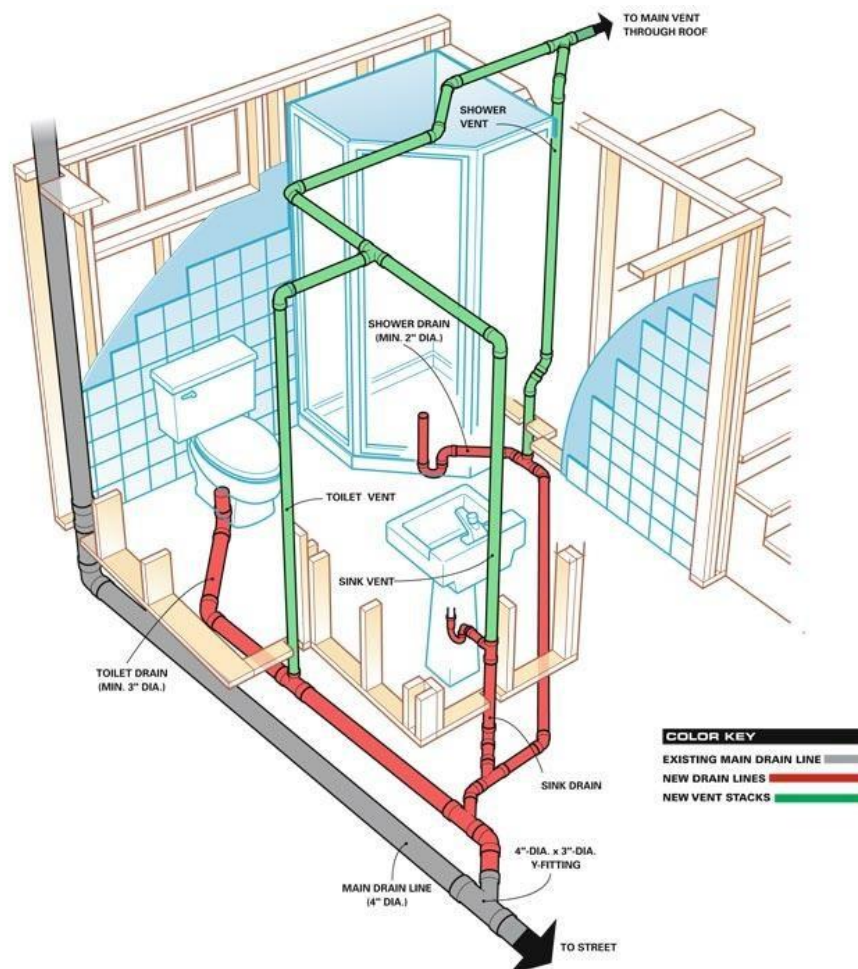 TO MAIN VENT
THROUGH ROOF
SHOWER
VENT
SHOWER DRAIN
(MIN. 2" DIA.)
TOILET VENT
SINK VENT
TOILET DRAIN
(MIN. 3" DIA.)
COLOR KEY
EXISTING MAIN DRAIN LINE
NEW DRAIN LINES
NEW VENT STACKS
SINK DRAIN
4"-DIA. x 3"-DIA.
Y-FITTING
MAIN DRAIN LINE
(4" DIA.)
TO STREET